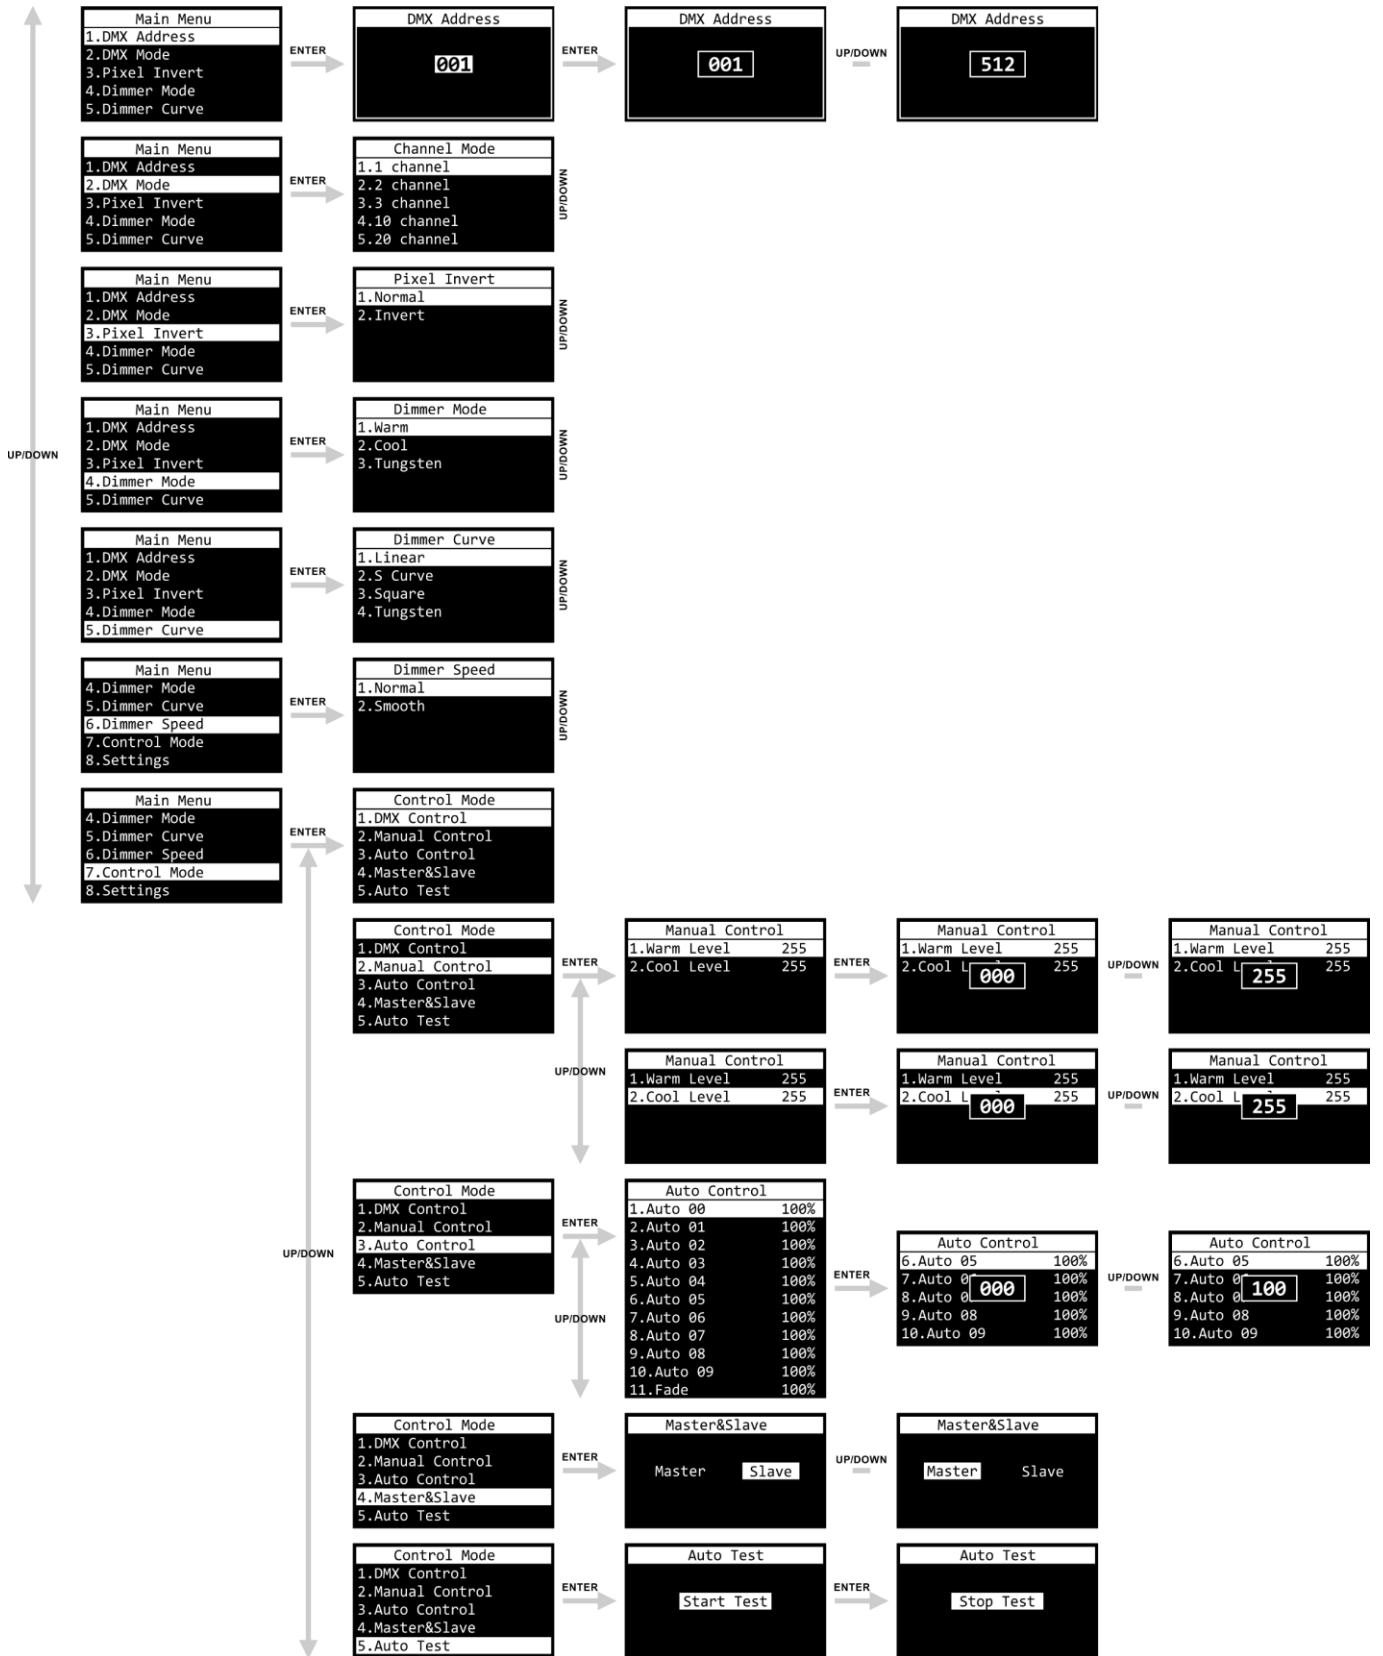 Main Menu
1.DMX Address
2.DMX Mode
3.Pixel Invert
4.Dimmer Mode
5.Dimmer Curve
ENTER
DMX Address
001
ENTER
DMX Address
001
UP/DOWN
DMX Address
512
Main Menu
1.DMX Address
2.DMX Mode
3.Pixel Invert
4.Dimmer Mode
5.Dimmer Curve
ENTER
Channel Mode
1.1 channel
2.2 channel
3.3 channel
4.10 channel
5.20 channel
UP/DOWN
Main Menu
1.DMX Address
2.DMX Mode
3.Pixel Invert
4.Dimmer Mode
5.Dimmer Curve
ENTER
Pixel Invert
1.Normal
2.Invert
UP/DOWN
UP/DOWN
Main Menu
1.DMX Address
2.DMX Mode
3.Pixel Invert
4.Dimmer Mode
5.Dimmer Curve
ENTER
Dimmer Mode
1.Warm
2.Cool
3.Tungsten
UP/DOWN
Main Menu
1.DMX Address
2.DMX Mode
3.Pixel Invert
4.Dimmer Mode
5.Dimmer Curve
ENTER
Dimmer Curve
1.Linear
2.S Curve
3.Square
4.Tungsten
UP/DOWN
Main Menu
4.Dimmer Mode
5.Dimmer Curve
6.Dimmer Speed
7.Control Mode
8.Settings
ENTER
Dimmer Speed
1.Normal
2.Smooth
UP/DOWN
Main Menu
4.Dimmer Mode
5.Dimmer Curve
6.Dimmer Speed
7.Control Mode
8.Settings
ENTER
Control Mode
1.DMX Control
2.Manual Control
3.Auto Control
4.Master&Slave
5.Auto Test
UP/DOWN
Control Mode
1.DMX Control
2.Manual Control
3.Auto Control
4.Master&Slave
5.Auto Test
ENTER
Manual Control
1.Warm Level 255
2.Cool Level 255
ENTER
Manual Control
1.Warm Level 255
2.Cool L 255
000
UP/DOWN
Manual Control
1.Warm Level 255
2.Cool L 255
255
UP/DOWN
Manual Control
1.Warm Level 255
2.Cool Level 255
ENTER
Manual Control
1.Warm Level 255
2.Cool L 255
000
UP/DOWN
Manual Control
1.Warm Level 255
2.Cool L 255
255
Control Mode
1.DMX Control
2.Manual Control
3.Auto Control
4.Master&Slave
5.Auto Test
ENTER
UP/DOWN
Auto Control
1.Auto 00 100%
2.Auto 01 100%
3.Auto 02 100%
4.Auto 03 100%
5.Auto 04 100%
6.Auto 05 100%
7.Auto 06 100%
8.Auto 07 100%
9.Auto 08 100%
10.Auto 09 100%
11.Fade 100%
ENTER
Auto Control
6.Auto 05 100%
7.Auto 0 100%
8.Auto 0 100%
000
9.Auto 08 100%
10.Auto 09 100%
UP/DOWN
Auto Control
6.Auto 05 100%
7.Auto 0 100%
8.Auto 0 100%
100
9.Auto 08 100%
10.Auto 09 100%
Control Mode
1.DMX Control
2.Manual Control
3.Auto Control
4.Master&Slave
5.Auto Test
ENTER
Master&Slave
Master Slave
UP/DOWN
Master&Slave
Master Slave
Control Mode
1.DMX Control
2.Manual Control
3.Auto Control
4.Master&Slave
5.Auto Test
ENTER
Auto Test
Start Test
ENTER
Auto Test
Stop Test